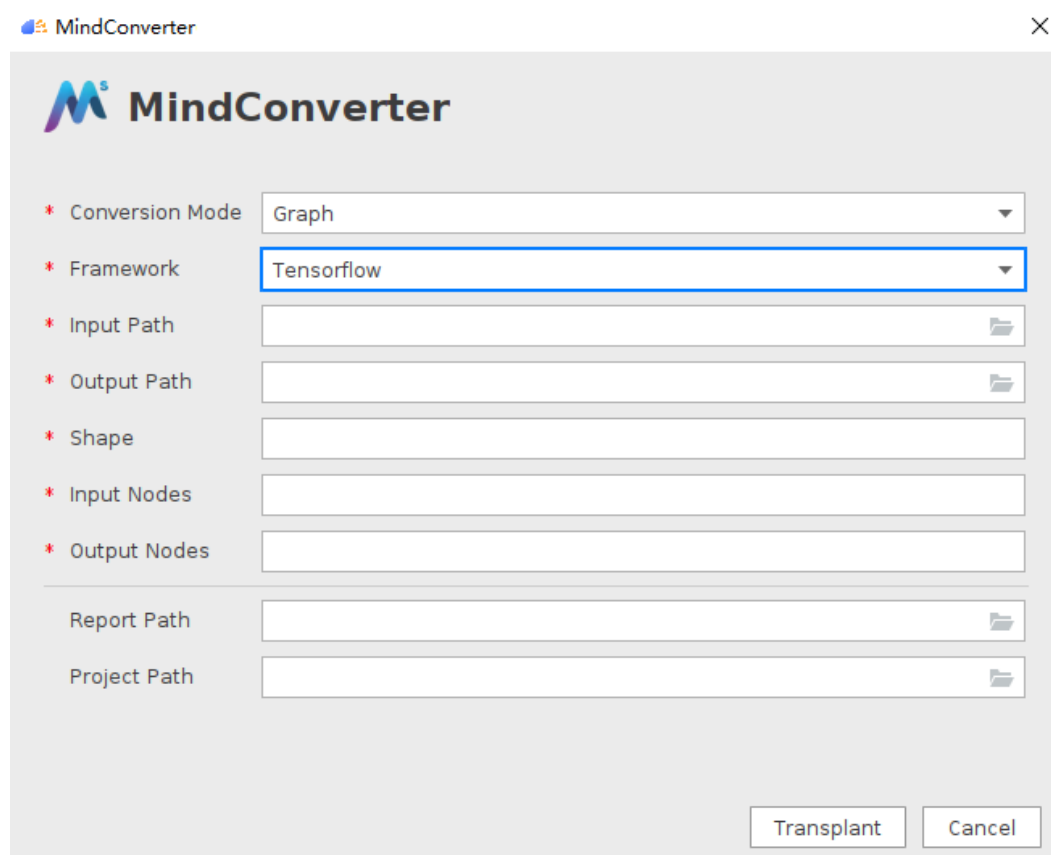 MindConverter
MindConverter
* Conversion Mode Graph
* Framework Tensorflow
* Input Path
* Output Path
* Shape
* Input Nodes
* Output Nodes
Report Path
Project Path
Transplant Cancel